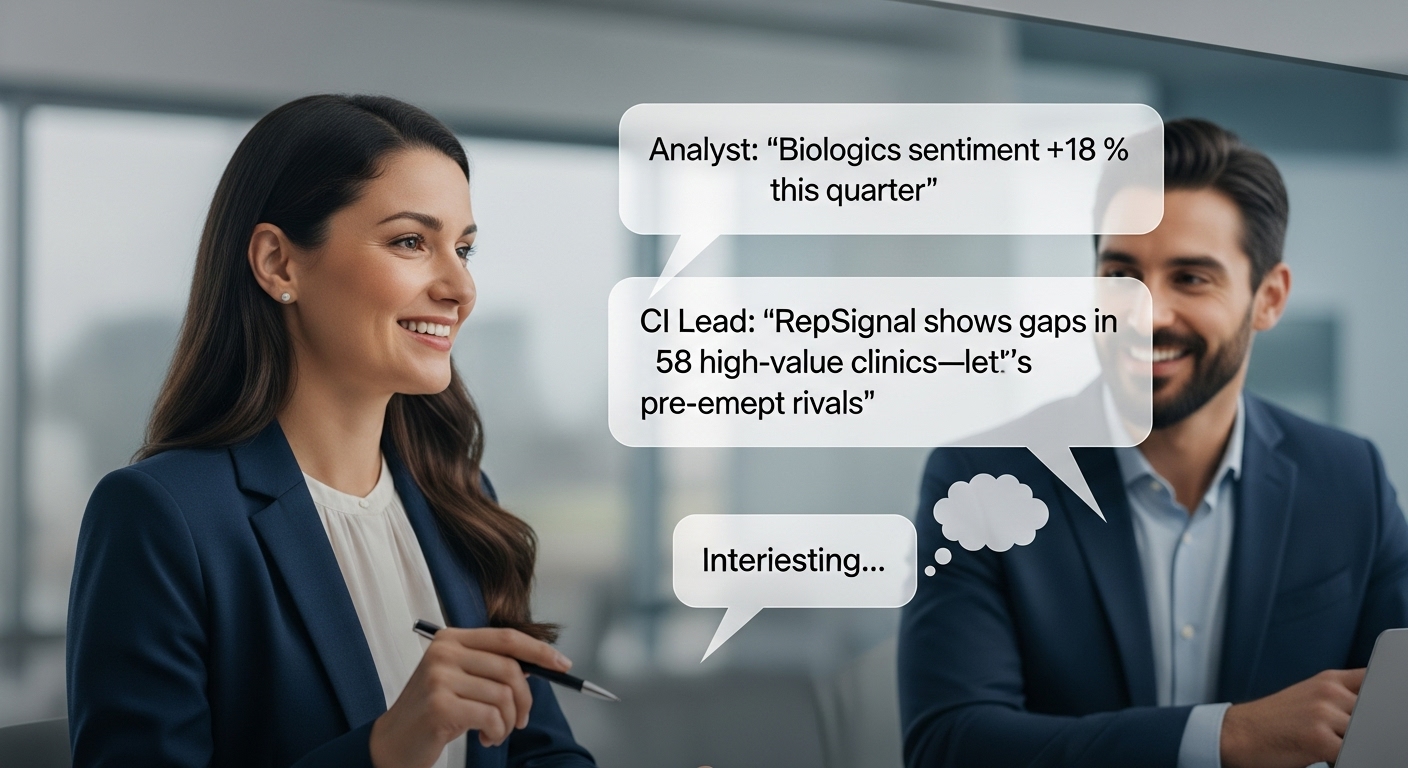 Analyst: “Biologics sentiment +18 %
this quarter”
CI Lead: “RepSignal shows gaps in
58 high-value clinics—let!’’s
pre-emept rivals”
Interiesting...